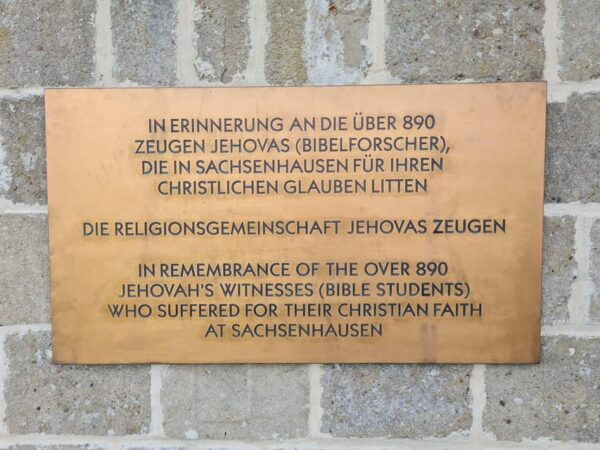 IN ERINNERUNG AN DIE ÜBER 890
ZEUGEN JEHOVAS (BIBELFORSCHER),
DIE IN SACHSENHAUSEN FÜR IHREN
CHRISTLICHEN GLAUBEN LITTEN
DIE RELIGIONSGEMEINSCHAFT JEHOVAS ZEUGEN
IN REMEMBRANCE OF THE OVER 890
JEHOVAH'S WITNESSES (BIBLE STUDENTS)
WHO SUFFERED FOR THEIR CHRISTIAN FAITH
AT SACHSENHAUSEN